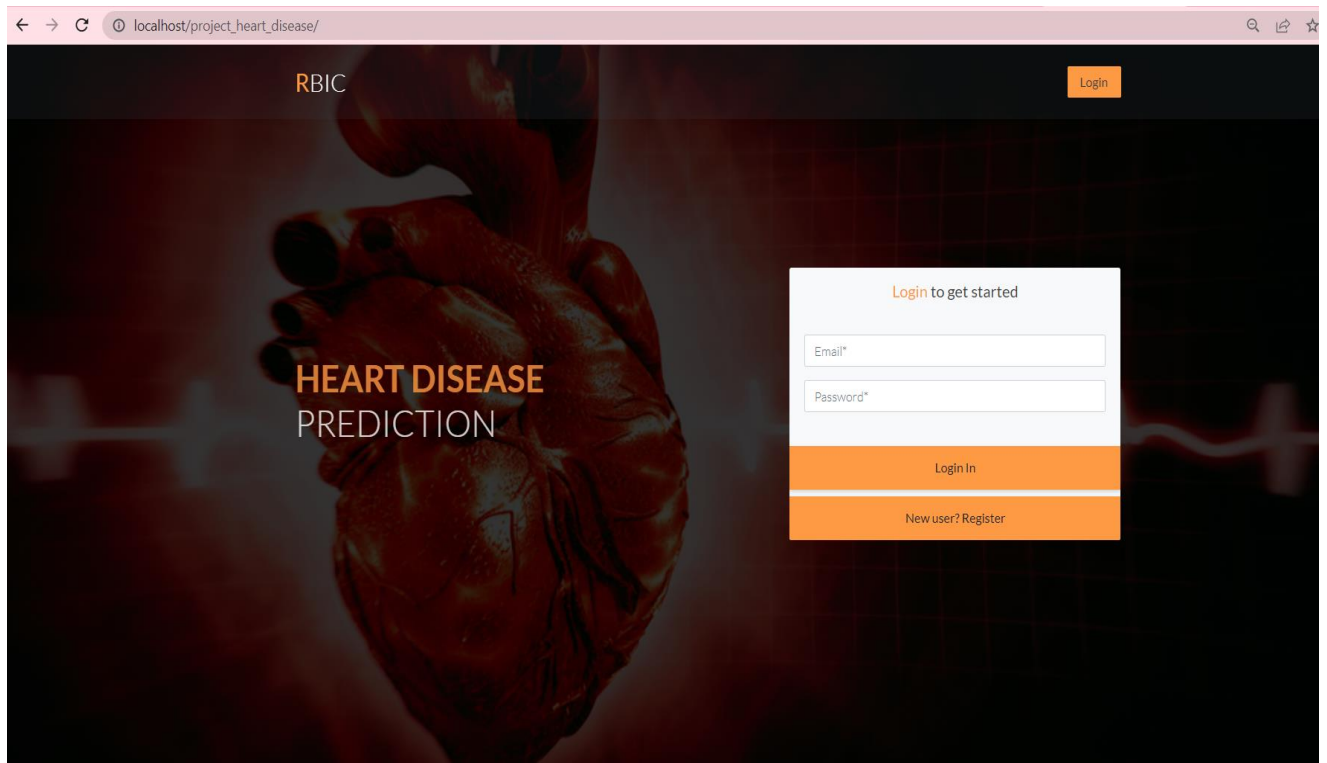 localhost/project_heart_disease/
RBIC
Login
Login to get started
Email*
Password*
HEART DISEASE
PREDICTION
Login In
New user? Register